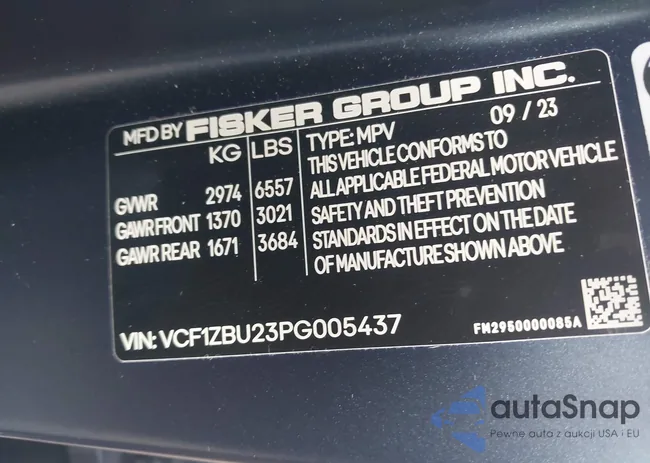 MFD BY FISKER GROUP INC.
KG LBS TYPE: MPV 09 / 23
GVWR 2974 6557
GAWR FRONT 1370 3021
GAWR REAR 1671 3684
THIS VEHICLE CONFORMS TO
ALL APPLICABLE FEDERAL MOTOR VEHICLE
SAFETY AND THEFT PREVENTION
STANDARDS IN EFFECT ON THE DATE
OF MANUFACTURE SHOWN ABOVE.
VIN: VCF1ZBU23PG005437 FM2950000085A
autaSnap
Pewne auta z aukcji USA i EU